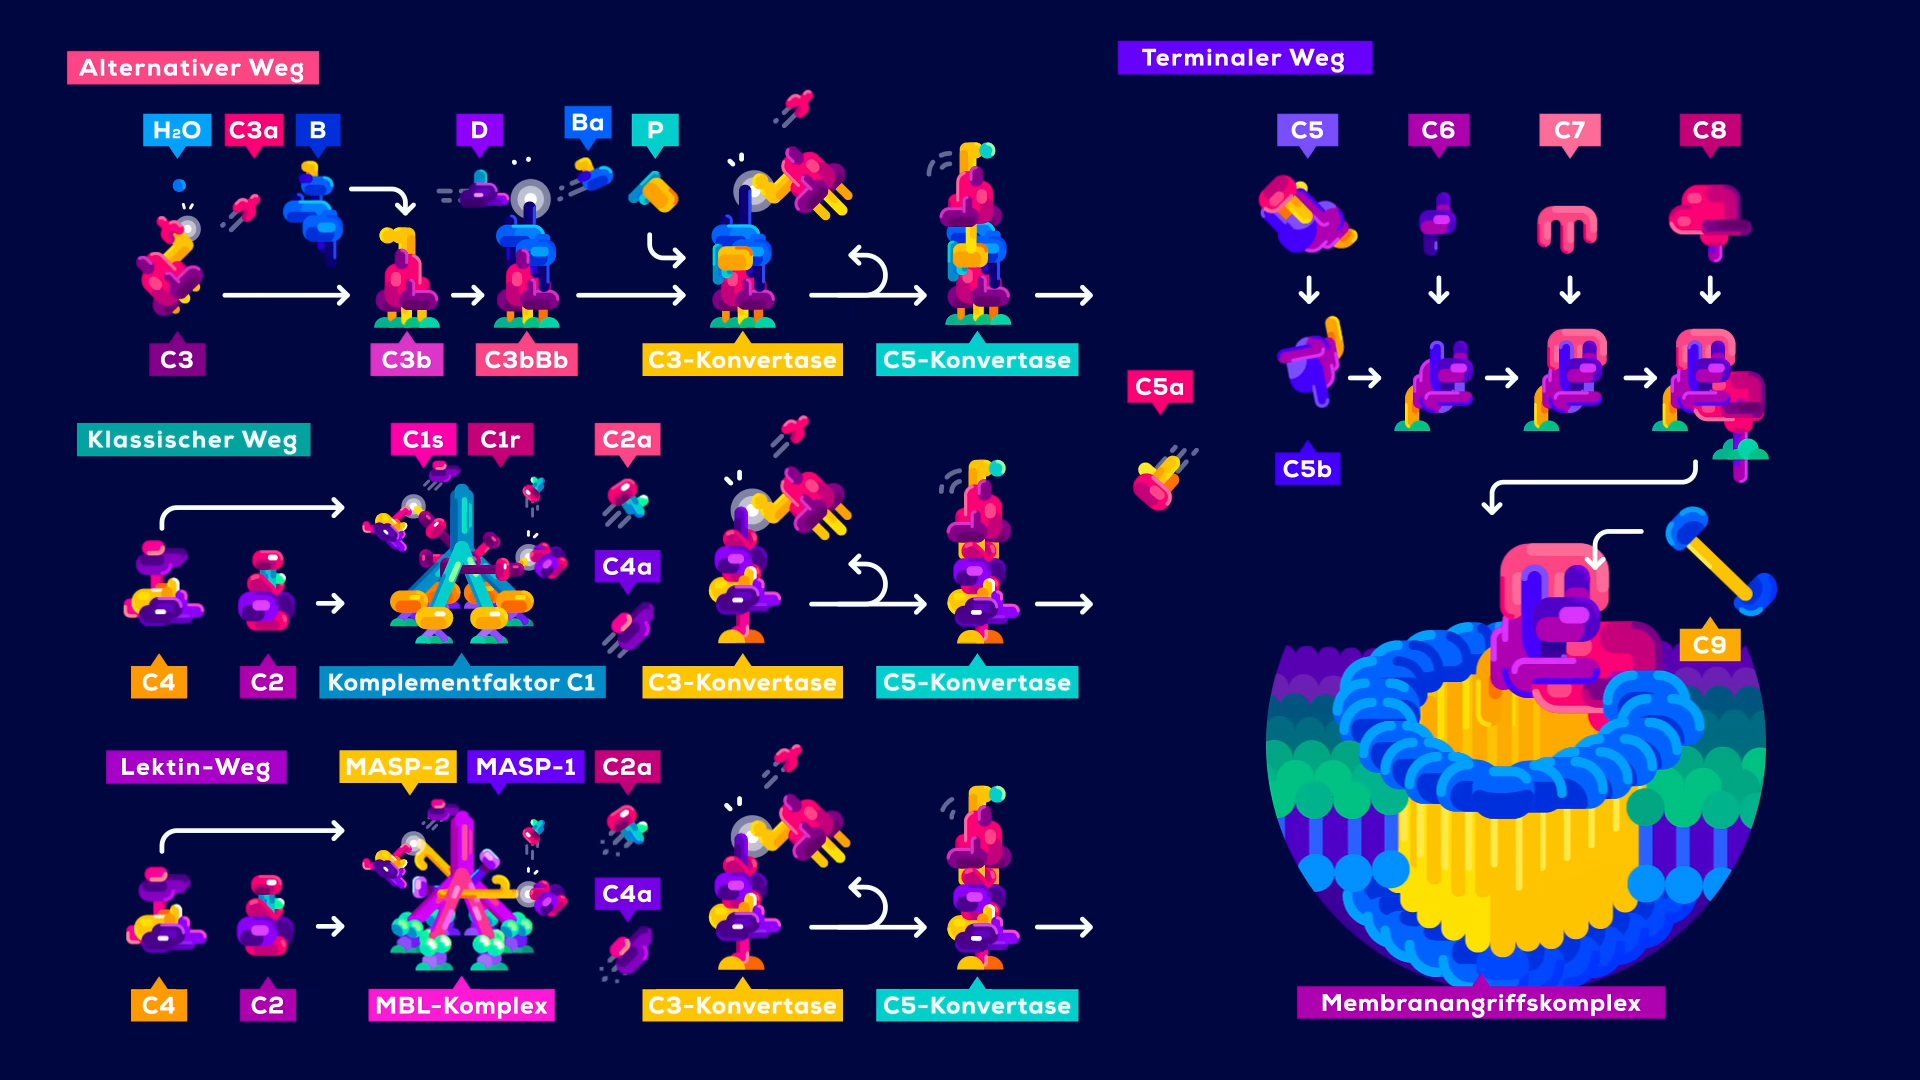 Alternativer Weg
H₂O
C3a
B
D
Ba
P
C3
C3b
C3bBb
C3-Konvertase
C5-Konvertase
Klassischer Weg
C1s
C1r
C2a
C4a
C4
C2
Komplementfaktor C1
C3-Konvertase
C5-Konvertase
Lektin-Weg
MASP-2
MASP-1
C2a
C4a
C4
C2
MBL-Komplex
C3-Konvertase
C5-Konvertase
Terminaler Weg
C5
C6
C7
C8
C5a
C5b
C9
Membranangriffskomplex